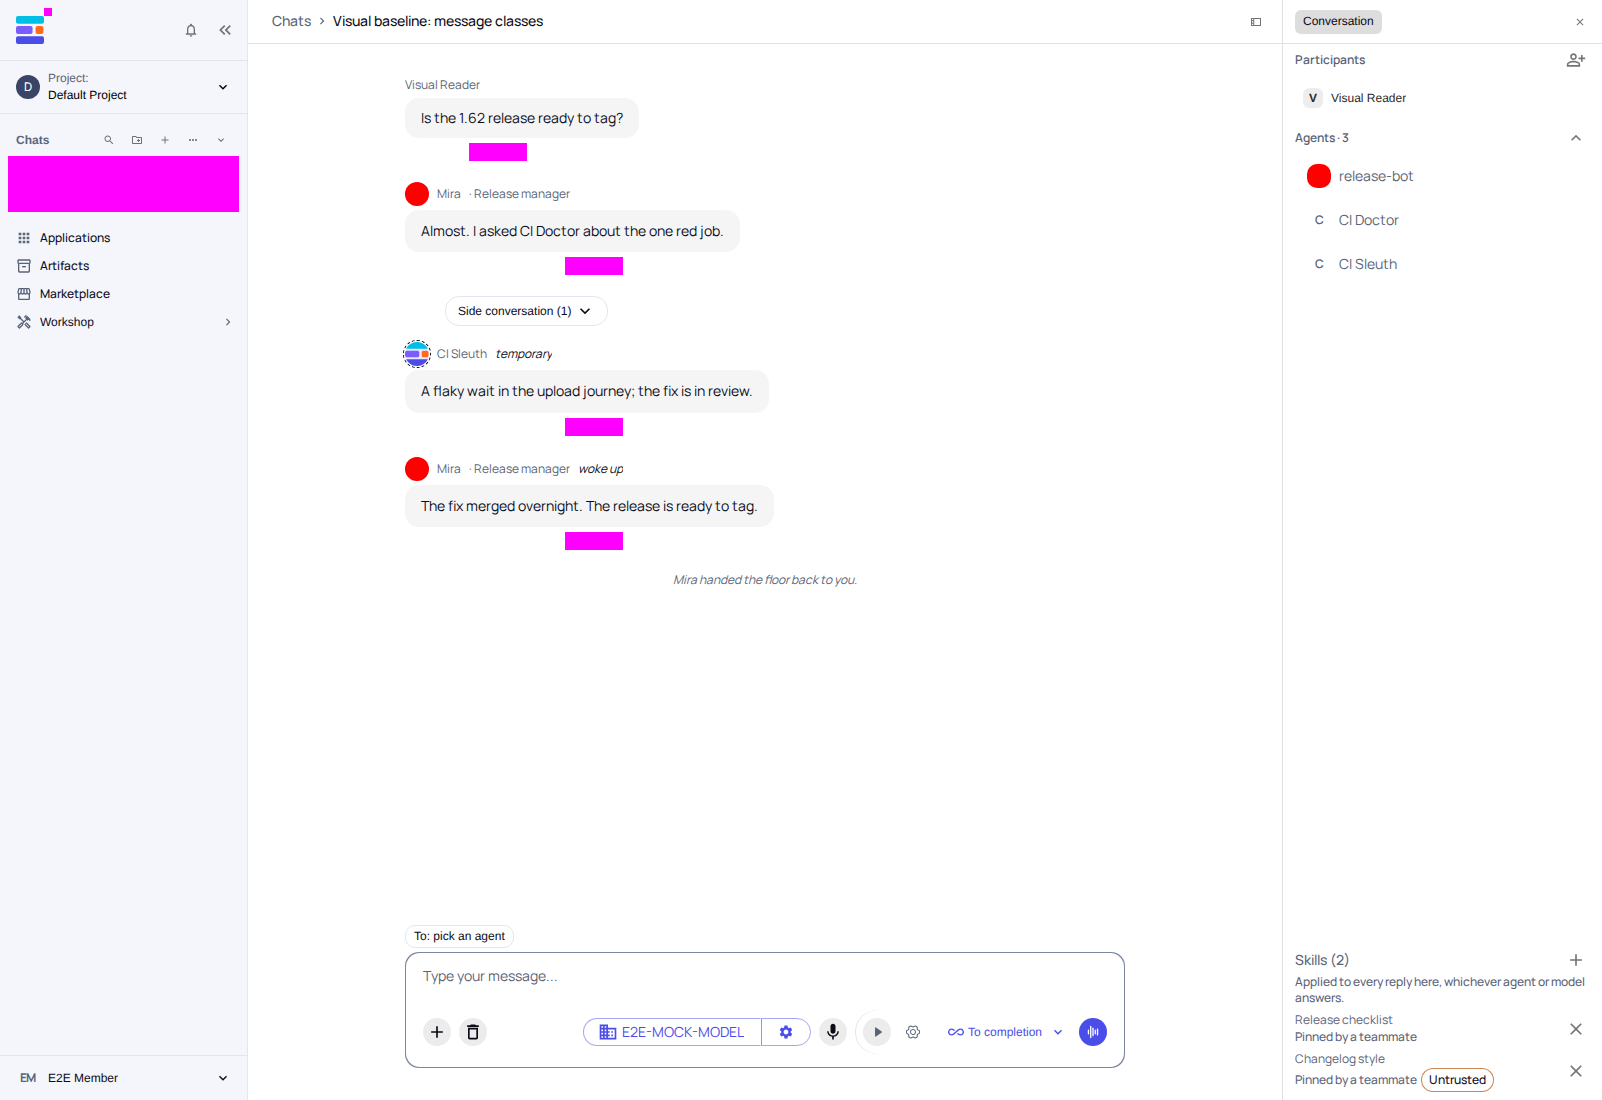 Project:
D
Default Project
Chats
Applications
Artifacts
Marketplace
Workshop
EM
E2E Member
Chats > Visual baseline: message classes
Visual Reader
Is the 1.62 release ready to tag?
Mira · Release manager
Almost. I asked CI Doctor about the one red job.
Side conversation (1)
CI Sleuth temporary
A flaky wait in the upload journey; the fix is in review.
Mira · Release manager woke up
The fix merged overnight. The release is ready to tag.
Mira handed the floor back to you.
To: pick an agent
Type your message...
E2E-MOCK-MODEL
To completion
Conversation
Participants
V Visual Reader
Agents · 3
release-bot
C CI Doctor
C CI Sleuth
Skills (2)
Applied to every reply here, whichever agent or model
answers.
Release checklist
Pinned by a teammate
Changelog style
Pinned by a teammate Untrusted